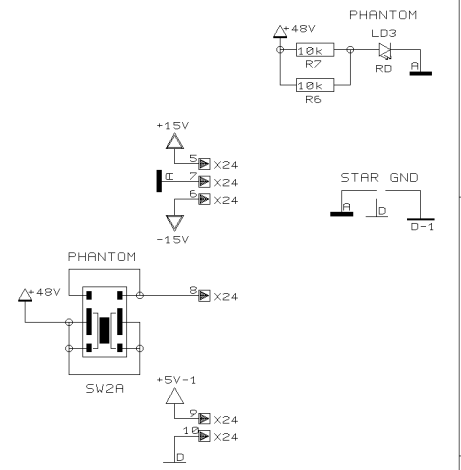 PHANTOM
+48V
LD3
10k
A
R7
RD
10k
R6
+15V
5 X24
A 7 X24
6 X24
-15V
STAR GND
A
D
D-1
PHANTOM
+48V
8 X24
SW2A
+5V-1
9 X24
10 X24
D